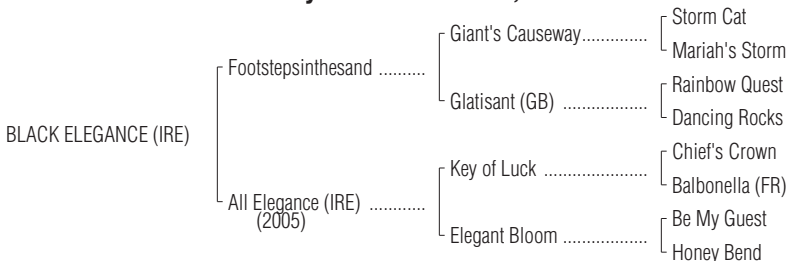 Storm Cat
Giant's Causeway..............
Mariah's Storm
Footstepsinthesand ..........
Rainbow Quest
Glatisant (GB) ..................
Dancing Rocks
BLACK ELEGANCE (IRE)
Chief's Crown
Key of Luck ......................
Balbonella (FR)
All Elegance (IRE) ............
(2005)
Be My Guest
Elegant Bloom ..................
Honey Bend